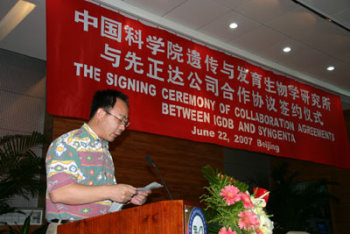 中国科学院遗传与发育生物学研究所
与先正达公司合作协议签约仪式
THE SIGNING CEREMONY OF COLLABORATION AGREEMENTS
BETWEEN IGDB AND SYNGENTA
June 22, 2007 Beijing